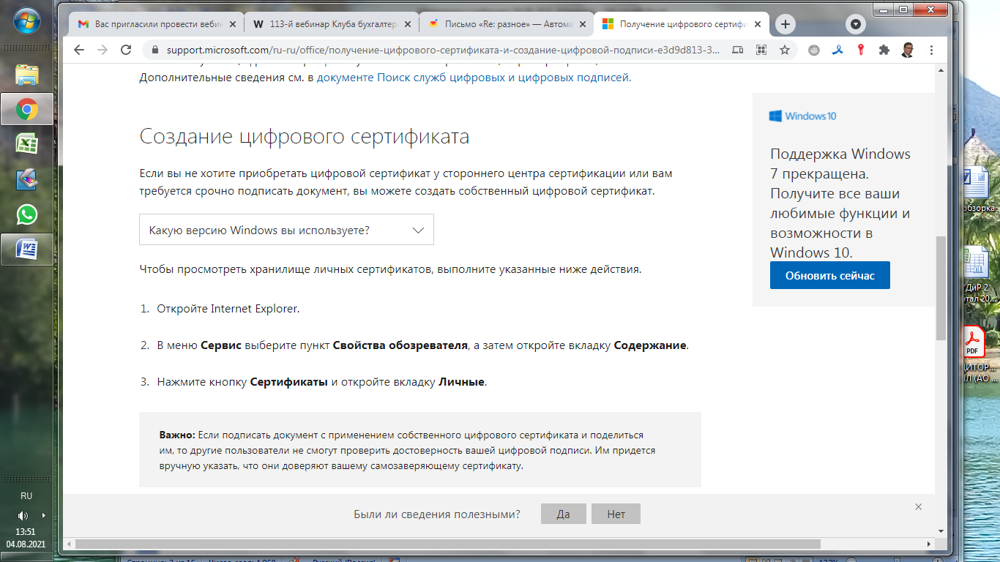 Вас пригласили провести вебин
113-й вебинар Клуба бухгалтер
Письмо «Re: разное» — Автома
Получение цифрового сертифи
support.microsoft.com/ru-ru/office/получение-цифрового-сертификата-и-создание-цифровой-подписи-e3d9d813-3...
Дополнительные сведения см. в документе Поиск служб цифровых и цифровых подписей.
Создание цифрового сертификата
Если вы не хотите приобретать цифровой сертификат у стороннего центра сертификации или вам
требуется срочно подписать документ, вы можете создать собственный цифровой сертификат.
Какую версию Windows вы используете?
Чтобы просмотреть хранилище личных сертификатов, выполните указанные ниже действия.
1. Откройте Internet Explorer.
2. В меню Сервис выберите пункт Свойства обозревателя, а затем откройте вкладку Содержание.
3. Нажмите кнопку Сертификаты и откройте вкладку Личные.
Важно: Если подписать документ с применением собственного цифрового сертификата и поделиться
им, то другие пользователи не смогут проверить достоверность вашей цифровой подписи. Им придется
вручную указать, что они доверяют вашему самозаверяющему сертификату.
Были ли сведения полезными?
Да
Нет
Windows 10
Поддержка Windows
7 прекращена.
Получите все ваши
любимые функции и
возможности в
Windows 10.
Обновить сейчас
обзорка
ДиР 2
тал 20...
PDF
ДИТОР...
Л (АО ...
RU
13:51
04.08.2021